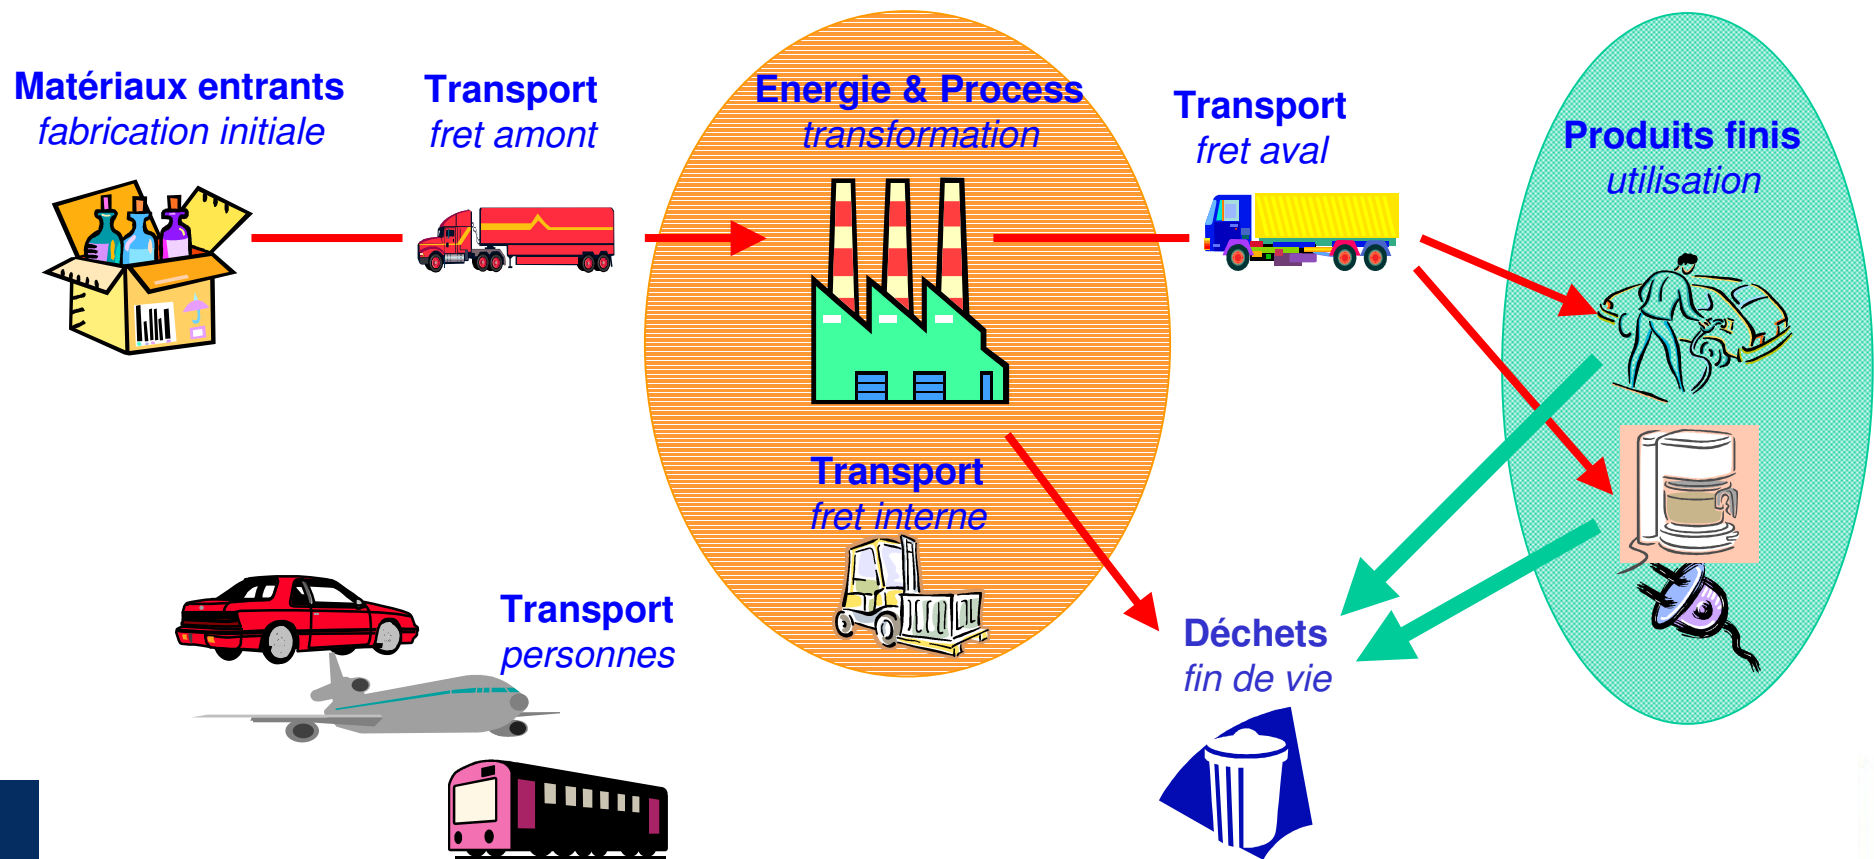 Matériaux entrants
fabrication initiale
Transport
fret amont
Energie & Process
transformation
Transport
fret aval
Produits finis
utilisation
Transport
fret interne
Transport
personnes
Déchets
fin de vie